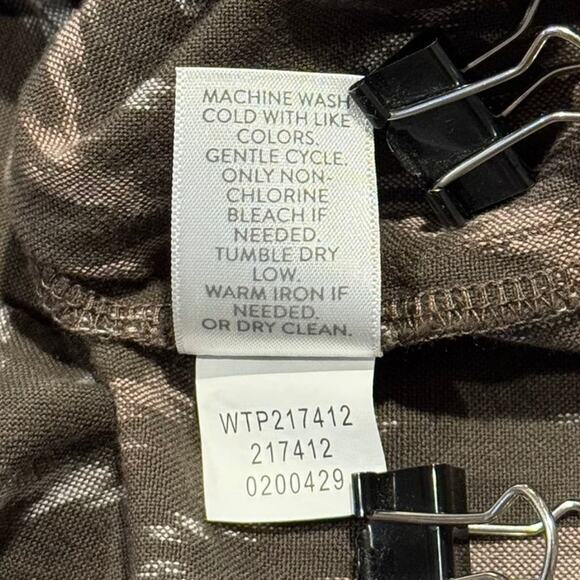 MACHINE WASH
COLD WITH LIKE
COLORS.
GENTLE CYCLE.
ONLY NON-
CHLORINE
BLEACH IF
NEEDED.
TUMBLE DRY
LOW.
WARM IRON IF
NEEDED.
OR DRY CLEAN.
WTP217412
217412
0200429